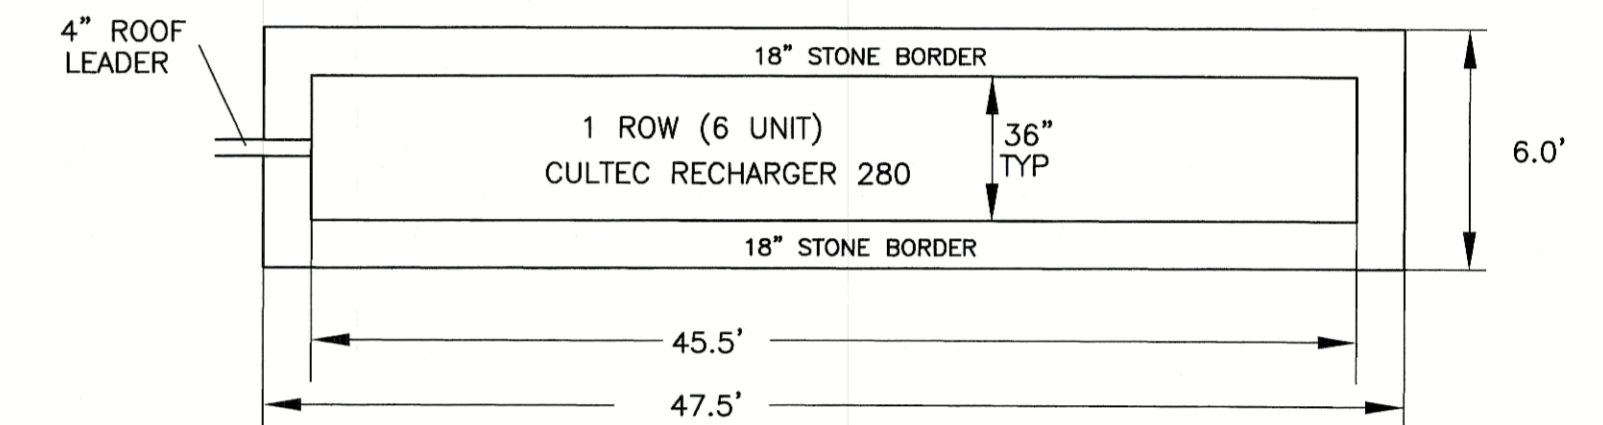 4” ROOF
LEADER
18” STONE BORDER
1 ROW (6 UNIT)
CULTEC RECHARGER 280
36”
TYP
6.0’
18” STONE BORDER
45.5’
47.5’